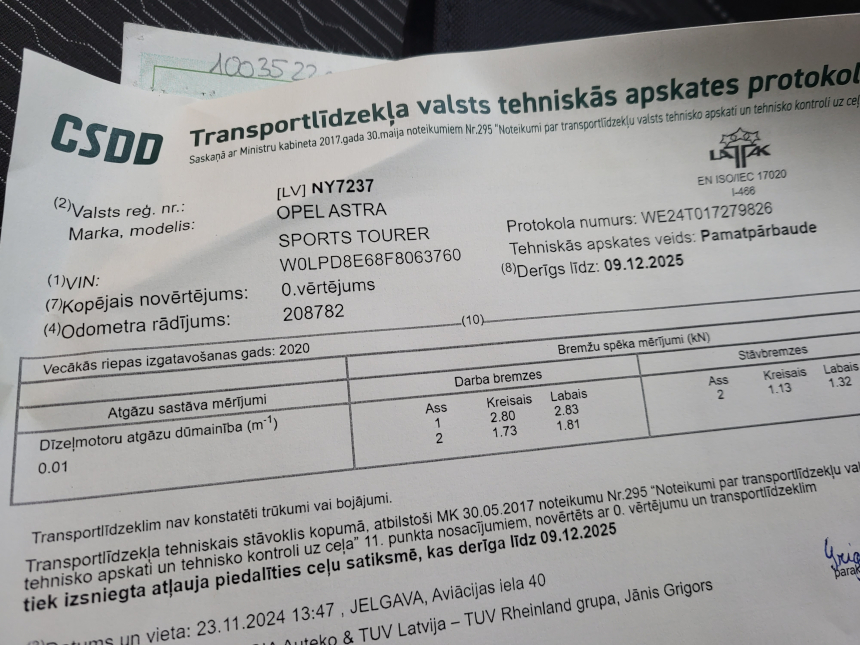 1003522
CSDD
Transportlīdzekļa valsts tehniskās apskates protokol
Saskaņā ar Ministru kabineta 2017.gada 30.maija noteikumiem Nr.295 "Noteikumi par transportlīdzekļu valsts tehnisko apskati un tehnisko kontroli uz ceļ
LATAK
EN ISO/IEC 17020
I-466
(2)Valsts reģ. nr.: [LV] NY7237
Marka, modelis: OPEL ASTRA
SPORTS TOURER
Protokola numurs: WE24T017279826
(1)VIN: W0LPD8E68F8063760
Tehniskās apskates veids: Pamatpārbaude
(7)Kopējais novērtējums: 0.vērtējums
(8)Derīgs līdz: 09.12.2025
(4)Odometra rādījums: 208782
(10)
Vecākās riepas izgatavošanas gads: 2020
Bremžu spēka mērījumi (kN)
Atgāzu sastāva mērījumi
Darba bremzes
Stāvbremzes
Ass Kreisais Labais
Ass Kreisais Labais
Dīzeļmotoru atgāzu dūmainība (m-1)
1 2.80 2.83
2 1.13 1.32
0.01
2 1.73 1.81
Transportlīdzeklim nav konstatēti trūkumi vai bojājumi.
Transportlīdzekļa tehniskais stāvoklis kopumā, atbilstoši MK 30.05.2017 noteikumu Nr.295 "Noteikumi par transportlīdzekļu val
tehnisko apskati un tehnisko kontroli uz ceļa" 11. punkta nosacījumiem, novērtēts ar 0. vērtējumu un transportlīdzeklim
tiek izsniegta atļauja piedalīties ceļu satiksmē, kas derīga līdz 09.12.2025
un vieta: 23.11.2024 13:47 , JELGAVA, Aviācijas iela 40
Auteko & TUV Latvija – TUV Rheinland grupa, Jānis Grigors